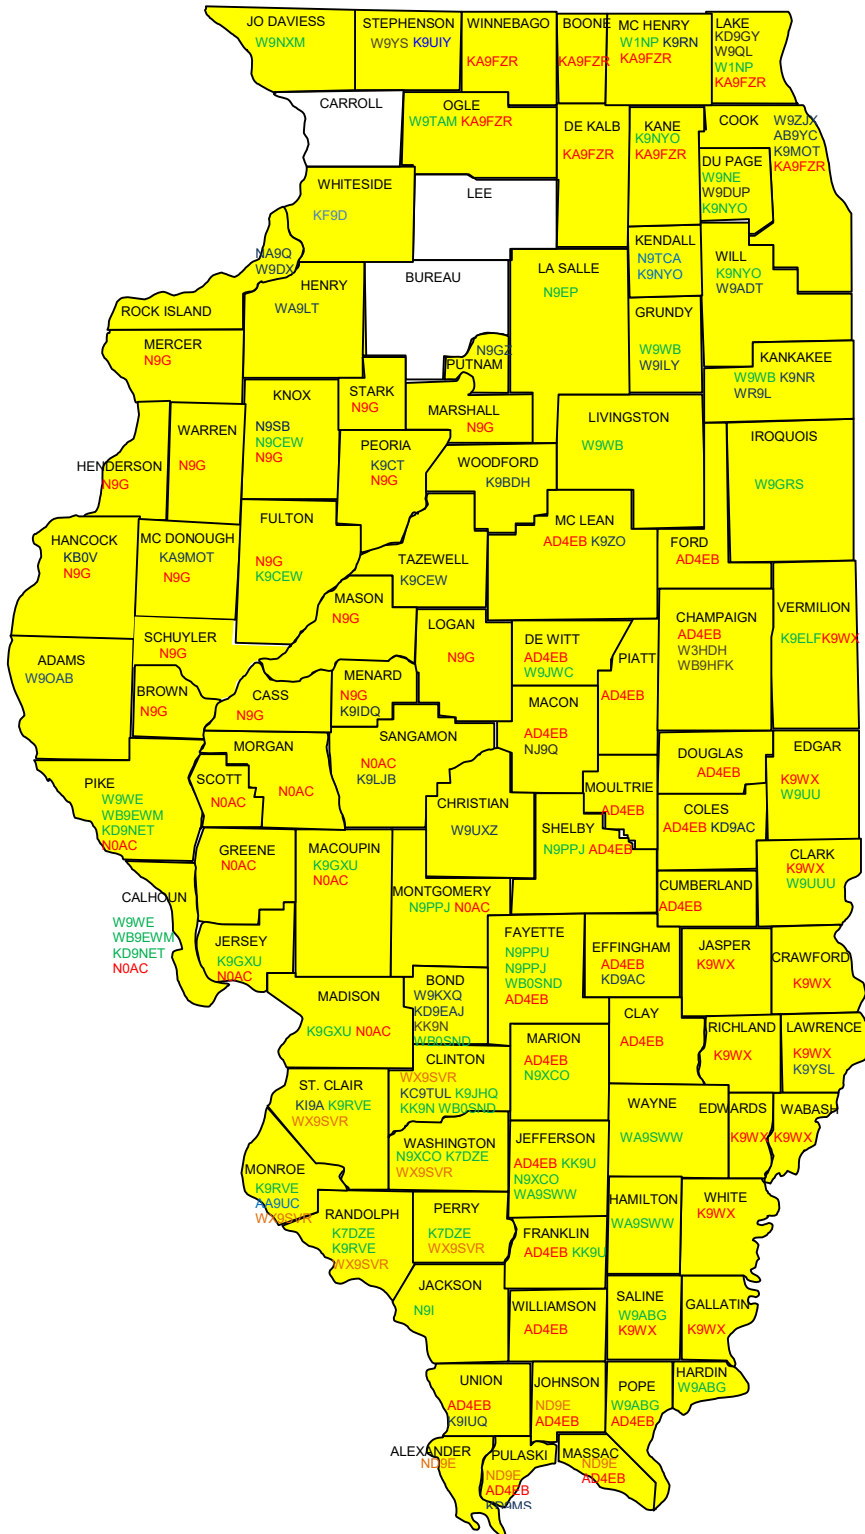 JO DAVIESS
W9NXM
STEPHENSON
W9YS K9UIY
WINNEBAGO
KA9FZR
BOONE
KA9FZR
MC HENRY
W1NP K9RN
KA9FZR
LAKE
KD9GY
W9QL
W1NP
KA9FZR
CARROLL
OGLE
W9TAM KA9FZR
DE KALB
KA9FZR
KANE
K9NYO
KA9FZR
COOK
W9ZJX
AB9YC
K9MOT
KA9FZR
DU PAGE
W9NE
W9DUP
K9NYO
WHITESIDE
KF9D
LEE
NA9Q
W9DX
ROCK ISLAND
HENRY
WA9LT
BUREAU
LA SALLE
N9EP
KENDALL
N9TCA
K9NYO
WILL
K9NYO
W9ADT
GRUNDY
W9WB
W9ILY
MERCER
N9G
N9GZ
PUTNAM
KANKAKEE
W9WB K9NR
WR9L
KNOX
N9SB
N9CEW
N9G
STARK
N9G
MARSHALL
N9G
LIVINGSTON
W9WB
IROQUOIS
W9GRS
WARREN
N9G
HENDERSON
N9G
PEORIA
K9CT
N9G
WOODFORD
K9BDH
HANCOCK
KB0V
N9G
MC DONOUGH
KA9MOT
N9G
FULTON
N9G
K9CEW
TAZEWELL
K9CEW
MC LEAN
AD4EB K9ZO
FORD
AD4EB
MASON
N9G
LOGAN
N9G
DE WITT
AD4EB
W9JWC
PIATT
AD4EB
CHAMPAIGN
AD4EB
W3HDH
WB9HFK
VERMILION
K9ELF K9WX
SCHUYLER
N9G
ADAMS
W9OAB
BROWN
N9G
CASS
N9G
MENARD
N9G
K9IDQ
MACON
AD4EB
NJ9Q
MORGAN
N0AC
SANGAMON
N0AC
K9LJB
DOUGLAS
AD4EB
EDGAR
K9WX
W9UU
PIKE
W9WE
WB9EWM
KD9NET
N0AC
SCOTT
N0AC
CHRISTIAN
W9UXZ
MOULTRIE
AD4EB
SHELBY
N9PPJ AD4EB
COLES
AD4EB KD9AC
GREENE
N0AC
MACOUPIN
K9GXU
N0AC
CLARK
K9WX
W9UUU
CUMBERLAND
AD4EB
MONTGOMERY
N9PPJ N0AC
CALHOUN
W9WE
WB9EWM
KD9NET
N0AC
JERSEY
K9GXU
N0AC
FAYETTE
N9PPU
N9PPJ
WB0SND
AD4EB
EFFINGHAM
AD4EB
KD9AC
JASPER
K9WX
CRAWFORD
K9WX
MADISON
K9GXU N0AC
BOND
W9KXQ
KD9EAJ
KK9N
WB0SND
CLAY
AD4EB
RICHLAND
K9WX
LAWRENCE
K9WX
K9YSL
MARION
AD4EB
N9XCO
CLINTON
WX9SVR
KC9TUL K9JHQ
KK9N WB0SND
ST. CLAIR
KI9A K9RVE
WX9SVR
WAYNE
WA9SWW
EDWARDS
K9WX
WABASH
K9WX
WASHINGTON
N9XCO K7DZE
WX9SVR
JEFFERSON
AD4EB KK9U
N9XCO
WA9SWW
MONROE
K9RVE
AA9UC
WX9SVR
RANDOLPH
K7DZE
K9RVE
WX9SVR
PERRY
K7DZE
WX9SVR
HAMILTON
WA9SWW
WHITE
K9WX
FRANKLIN
AD4EB KK9U
JACKSON
N9I
WILLIAMSON
AD4EB
SALINE
W9ABG
K9WX
GALLATIN
K9WX
UNION
AD4EB
K9IUQ
JOHNSON
ND9E
AD4EB
POPE
W9ABG
AD4EB
HARDIN
W9ABG
ALEXANDER
ND9E
PULASKI
ND9E
AD4EB
KD9MS
MASSAC
ND9E
AD4EB